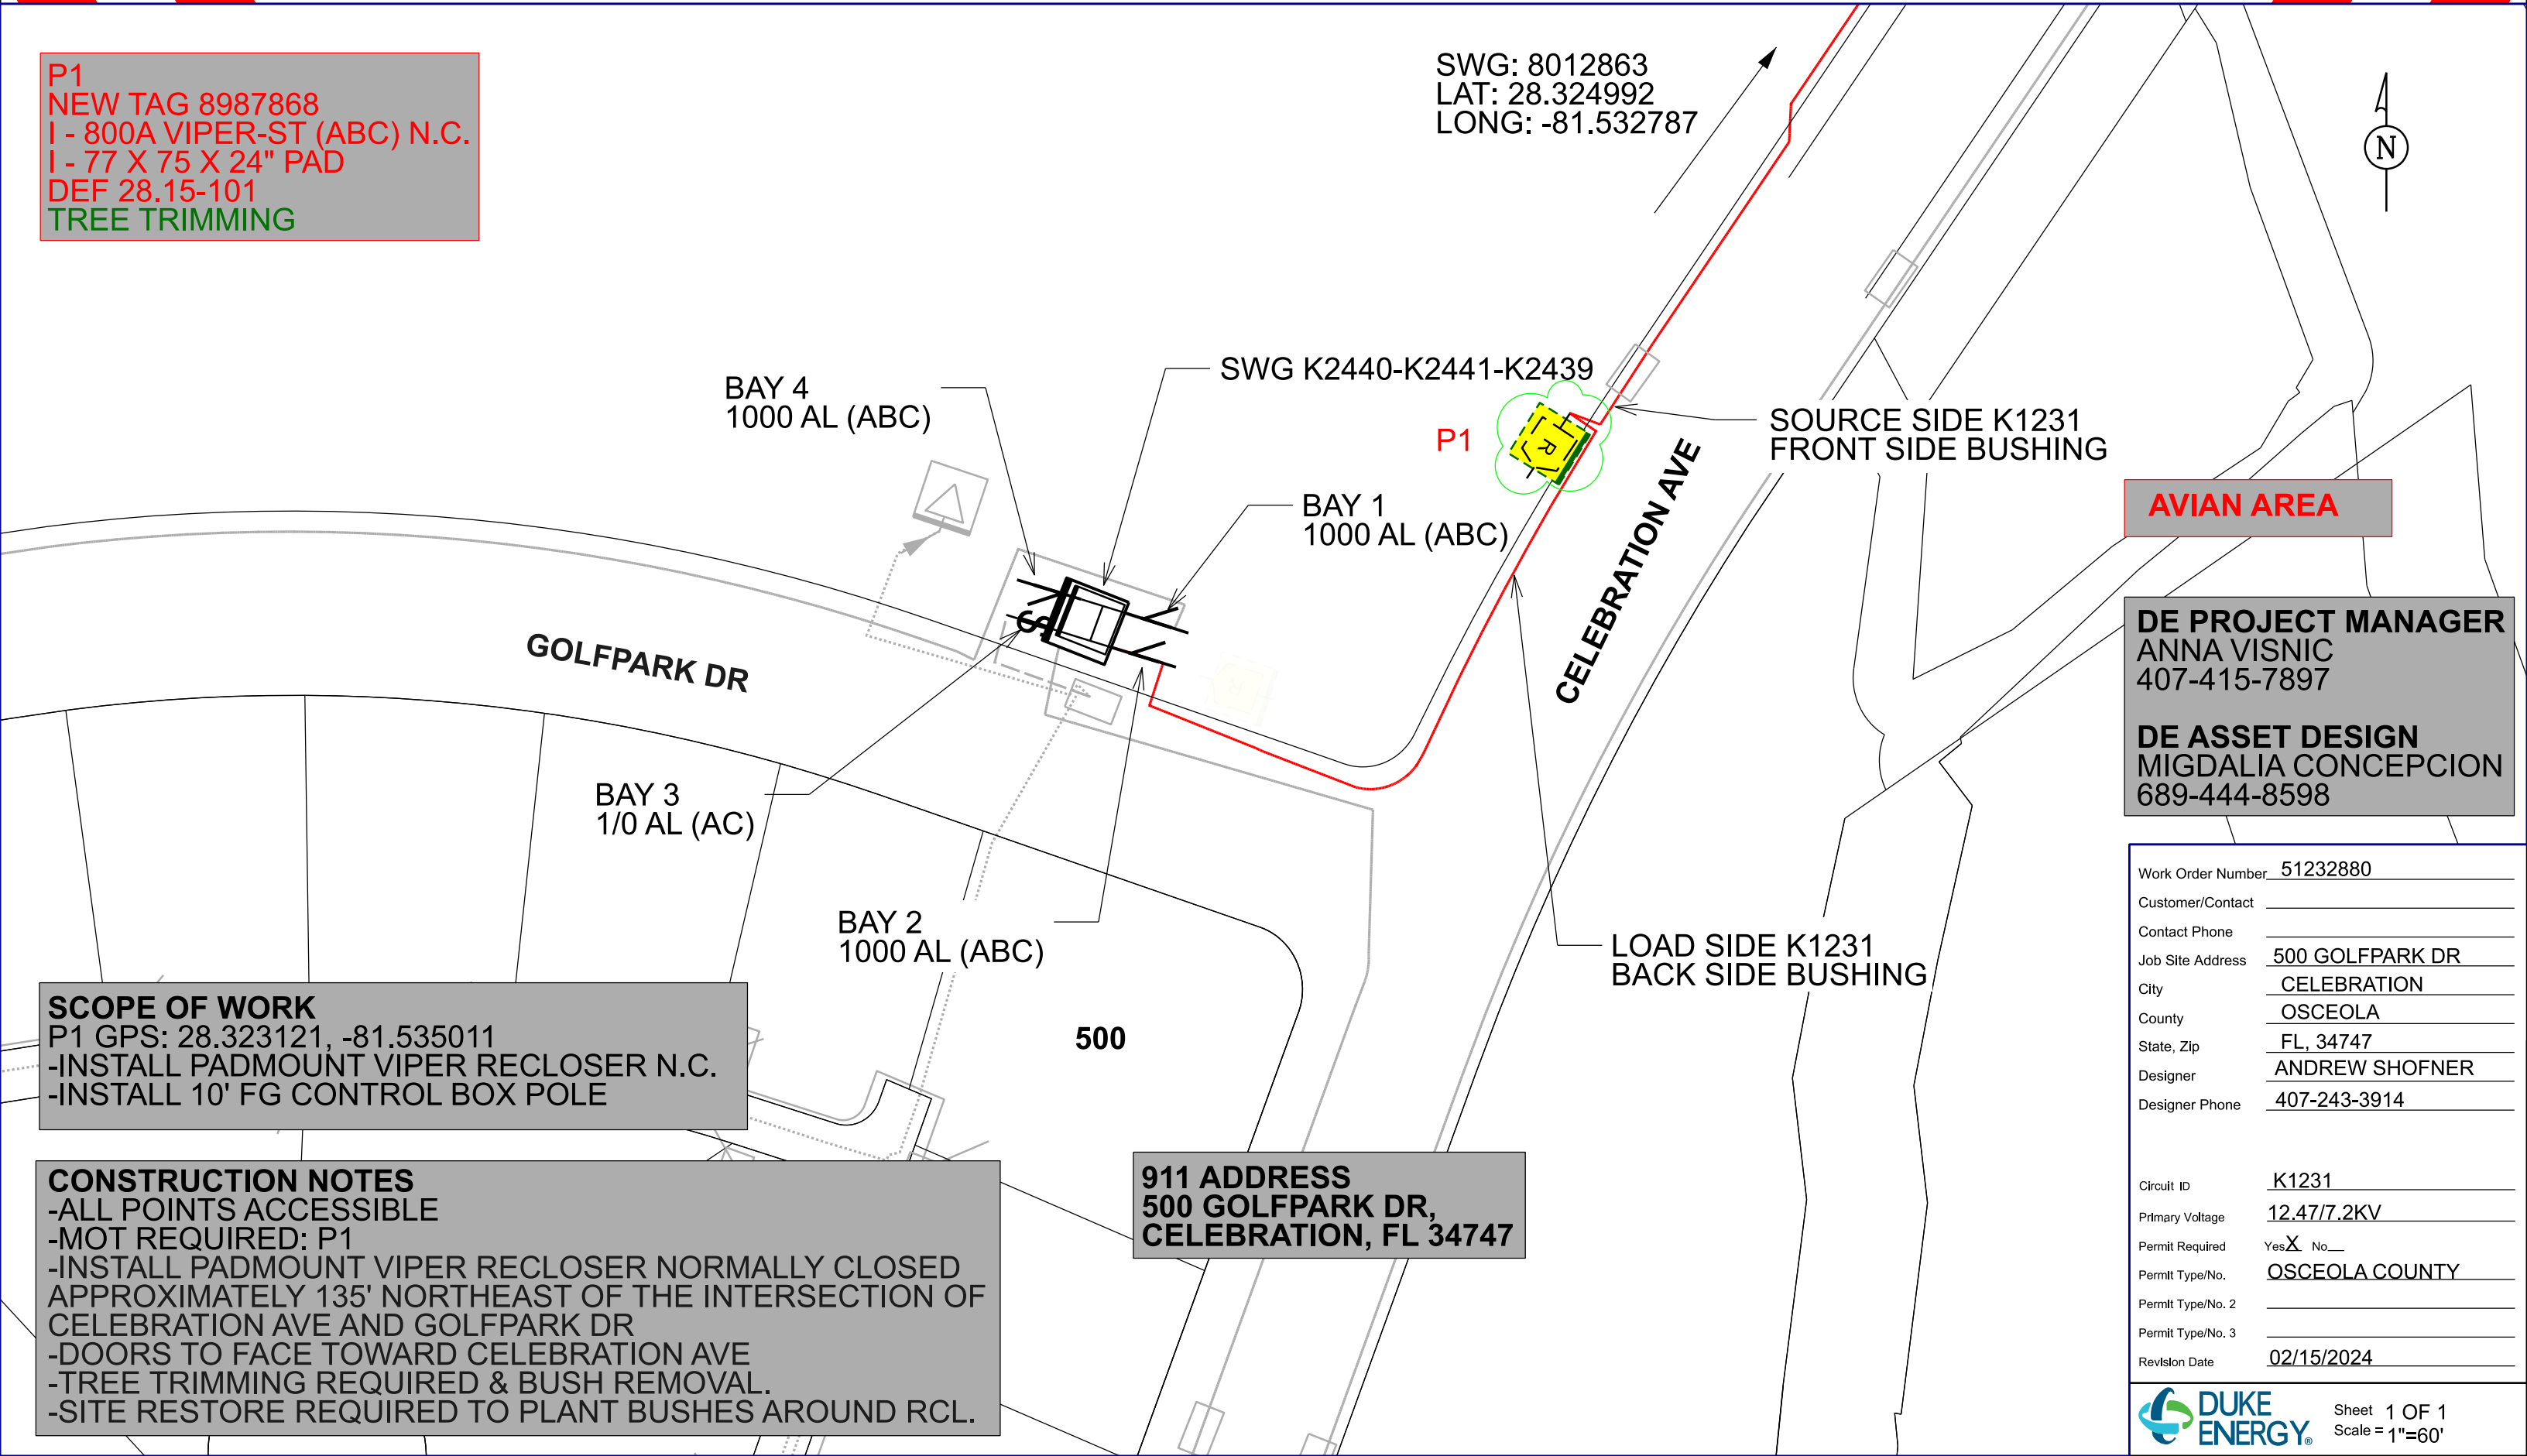 P1
NEW TAG 8987868
I - 800A VIPER-ST (ABC) N.C.
I - 77 X 75 X 24" PAD
DEF 28.15-101
TREE TRIMMING
SWG: 8012863
LAT: 28.324992
LONG: -81.532787
N
SWG K2440-K2441-K2439
BAY 4
1000 AL (ABC)
P1
R
SOURCE SIDE K1231
FRONT SIDE BUSHING
BAY 1
1000 AL (ABC)
AVIAN AREA
CELEBRATION AVE
GOLFPARK DR
S
DE PROJECT MANAGER
ANNA VISNIC
407-415-7897
DE ASSET DESIGN
MIGDALIA CONCEPCION
689-444-8598
BAY 3
1/0 AL (AC)
BAY 2
1000 AL (ABC)
LOAD SIDE K1231
BACK SIDE BUSHING
500
SCOPE OF WORK
P1 GPS: 28.323121, -81.535011
-INSTALL PADMOUNT VIPER RECLOSER N.C.
-INSTALL 10' FG CONTROL BOX POLE
CONSTRUCTION NOTES
-ALL POINTS ACCESSIBLE
-MOT REQUIRED: P1
-INSTALL PADMOUNT VIPER RECLOSER NORMALLY CLOSED
APPROXIMATELY 135' NORTHEAST OF THE INTERSECTION OF
CELEBRATION AVE AND GOLFPARK DR
-DOORS TO FACE TOWARD CELEBRATION AVE
-TREE TRIMMING REQUIRED & BUSH REMOVAL.
-SITE RESTORE REQUIRED TO PLANT BUSHES AROUND RCL.
911 ADDRESS
500 GOLFPARK DR,
CELEBRATION, FL 34747
Work Order Number 51232880
Customer/Contact
Contact Phone
Job Site Address 500 GOLFPARK DR
City CELEBRATION
County OSCEOLA
State, Zip FL, 34747
Designer ANDREW SHOFNER
Designer Phone 407-243-3914
Circuit ID K1231
Primary Voltage 12.47/7.2KV
Permit Required Yes X No
Permit Type/No. OSCEOLA COUNTY
Permit Type/No. 2
Permit Type/No. 3
Revision Date 02/15/2024
DUKE
ENERGY®
Sheet 1 OF 1
Scale = 1"=60'